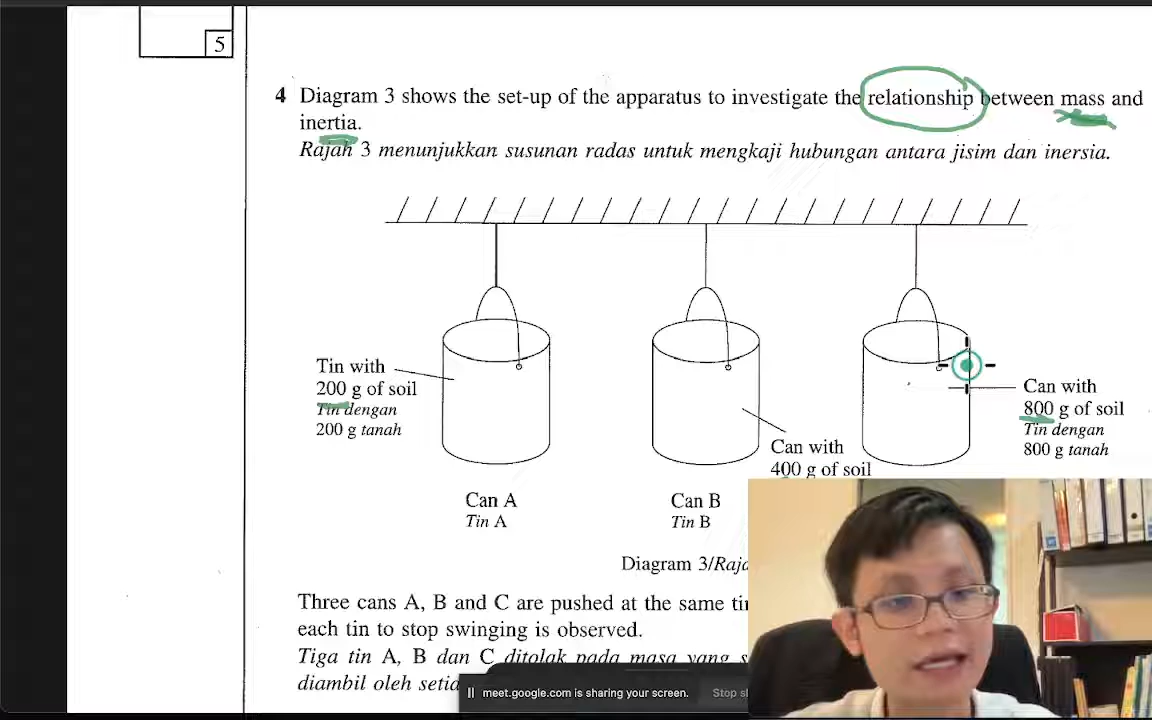 5
4 Diagram 3 shows the set-up of the apparatus to investigate the relationship between mass and
inertia.
Rajah 3 menunjukkan susunan radas untuk mengkaji hubungan antara jisim dan inersia.
Tin with
200 g of soil
Tin dengan
200 g tanah
Can with
800 g of soil
Tin dengan
800 g tanah
Can with
400 g of soil
Can A
Tin A
Can B
Tin B
Diagram 3/
Three cans A, B and C are pushed at the same
each tin to stop swinging is observed.
Tiga tin A, B dan C ditolak pada masa yang
diambil oleh
meet.google.com is sharing your screen.
Stop